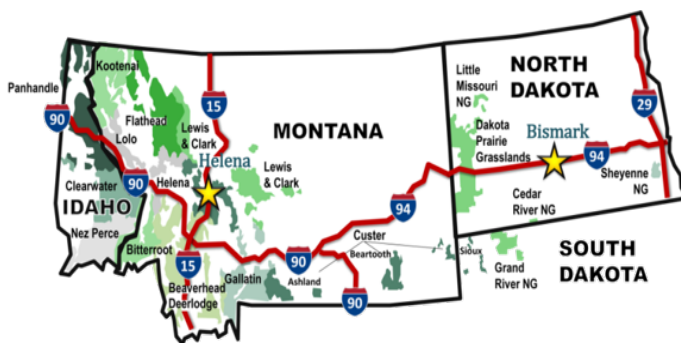 Kootenai
Panhandle
90
Flathead
Lolo
15
Lewis
& Clark
Helena
MONTANA
Lewis
& Clark
Clearwater
90
Helena
IDAHO
Nez Perce
Bitterroot
15
Beaverhead
Deerlodge
Gallatin
90
Ashland
Custer
Beartooth
94
90
Sioux
Little
Missouri
NG
NORTH
DAKOTA
29
Dakota
Prairie
Grasslands
Bismark
94
Sheyenne
NG
Cedar
River NG
Grand
River NG
SOUTH
DAKOTA